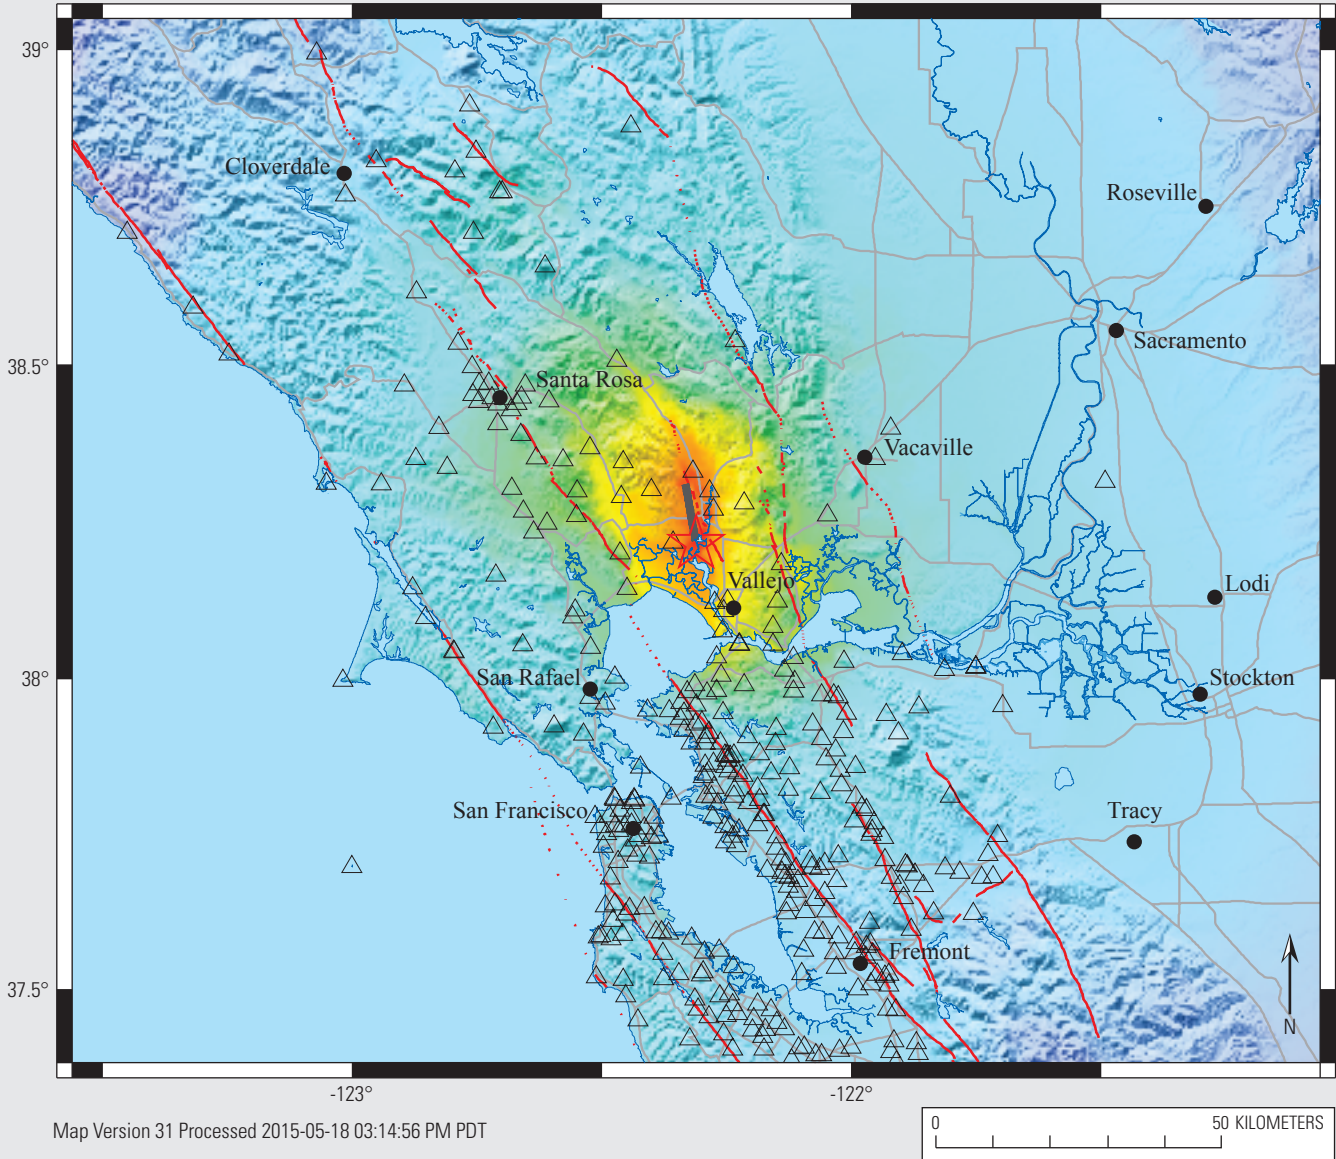 39°
Cloverdale
Roseville
Sacramento
38.5°
Santa Rosa
Vacaville
Vallejo
Lodi
38°
San Rafael
Stockton
San Francisco
Tracy
Fremont
37.5°
N
-123°
-122°
Map Version 31 Processed 2015-05-18 03:14:56 PM PDT
0 50 KILOMETERS